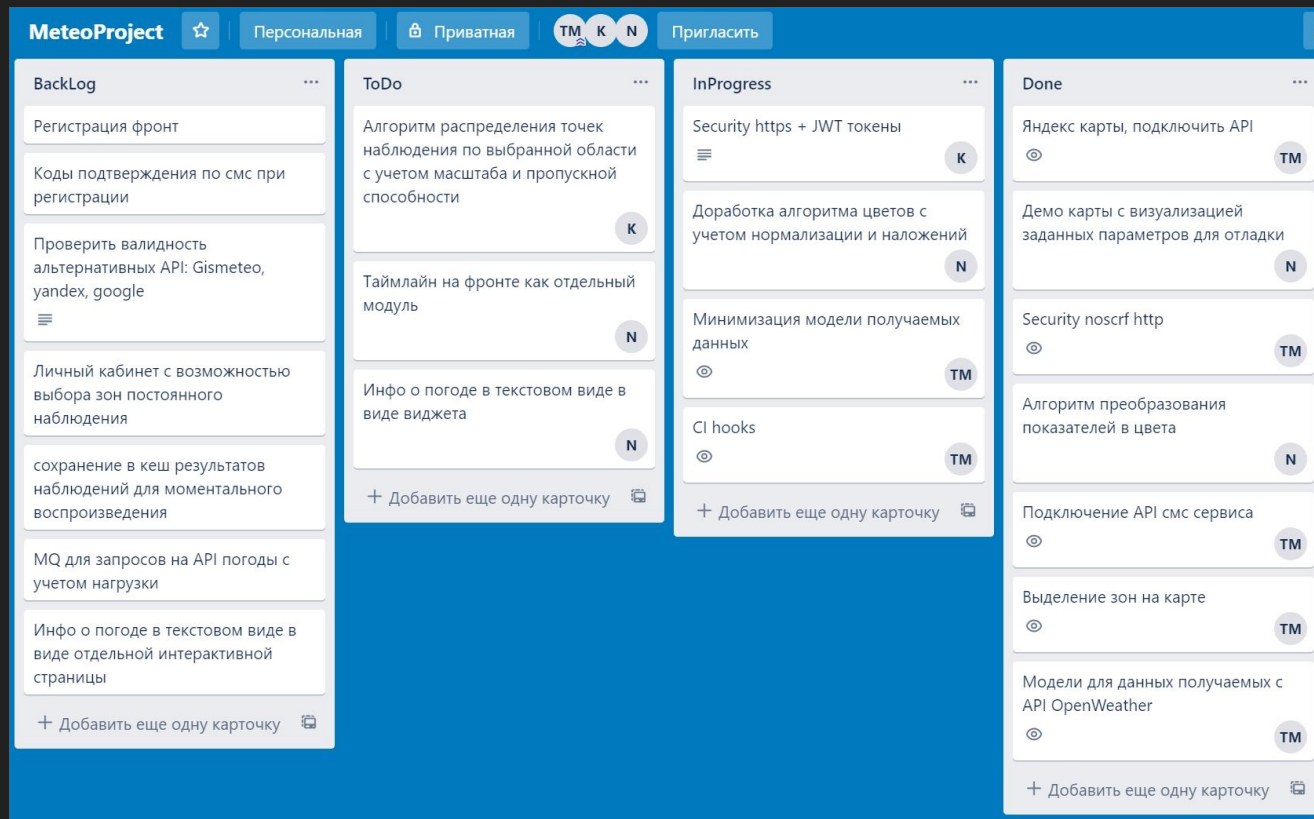 MeteoProject
Персональная
Приватная
TM K N
Пригласить
BackLog
Регистрация фронт
Коды подтверждения по смс при
регистрации
Проверить валидность
альтернативных API: Gismeteo,
yandex, google
Личный кабинет с возможностью
выбора зон постоянного
наблюдения
сохранение в кеш результатов
наблюдений для моментального
воспроизведения
MQ для запросов на API погоды с
учетом нагрузки
Инфо о погоде в текстовом виде в
виде отдельной интерактивной
страницы
+ Добавить еще одну карточку
ToDo
Алгоритм распределения точек
наблюдения по выбранной области
с учетом масштаба и пропускной
способности
K
Таймлайн на фронте как отдельный
модуль
N
Инфо о погоде в текстовом виде в
виде виджета
N
+ Добавить еще одну карточку
InProgress
Security https + JWT токены
K
Доработка алгоритма цветов с
учетом нормализации и наложений
N
Минимизация модели получаемых
данных
TM
CI hooks
TM
+ Добавить еще одну карточку
Done
Яндекс карты, подключить API
TM
Демо карты с визуализацией
заданных параметров для отладки
N
Security noscrf http
TM
Алгоритм преобразования
показателей в цвета
N
Подключение API смс сервиса
TM
Выделение зон на карте
TM
Модели для данных получаемых с
API OpenWeather
TM
+ Добавить еще одну карточку